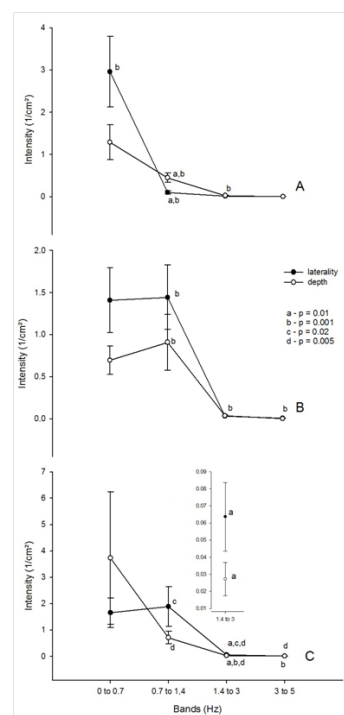 4
3
2
1
0
Intensity (1/cm²)
b
a,b
a,b
b
A
2.0
1.5
1.0
0.5
0.0
Intensity (1/cm²)
b
b
b
b
B
laterality
depth
a - p = 0.01
b - p = 0.001
c - p = 0.02
d - p = 0.005
7
6
5
4
3
2
1
0
Intensity (1/cm²)
c
d
a,c,d
a,b,d
d
b
C
0.09
0.08
0.07
0.06
0.05
0.04
0.03
0.02
0.01
a
a
1.4 to 3
0 to 0.7
0.7 to 1,4
1.4 to 3
3 to 5
Bands (Hz)